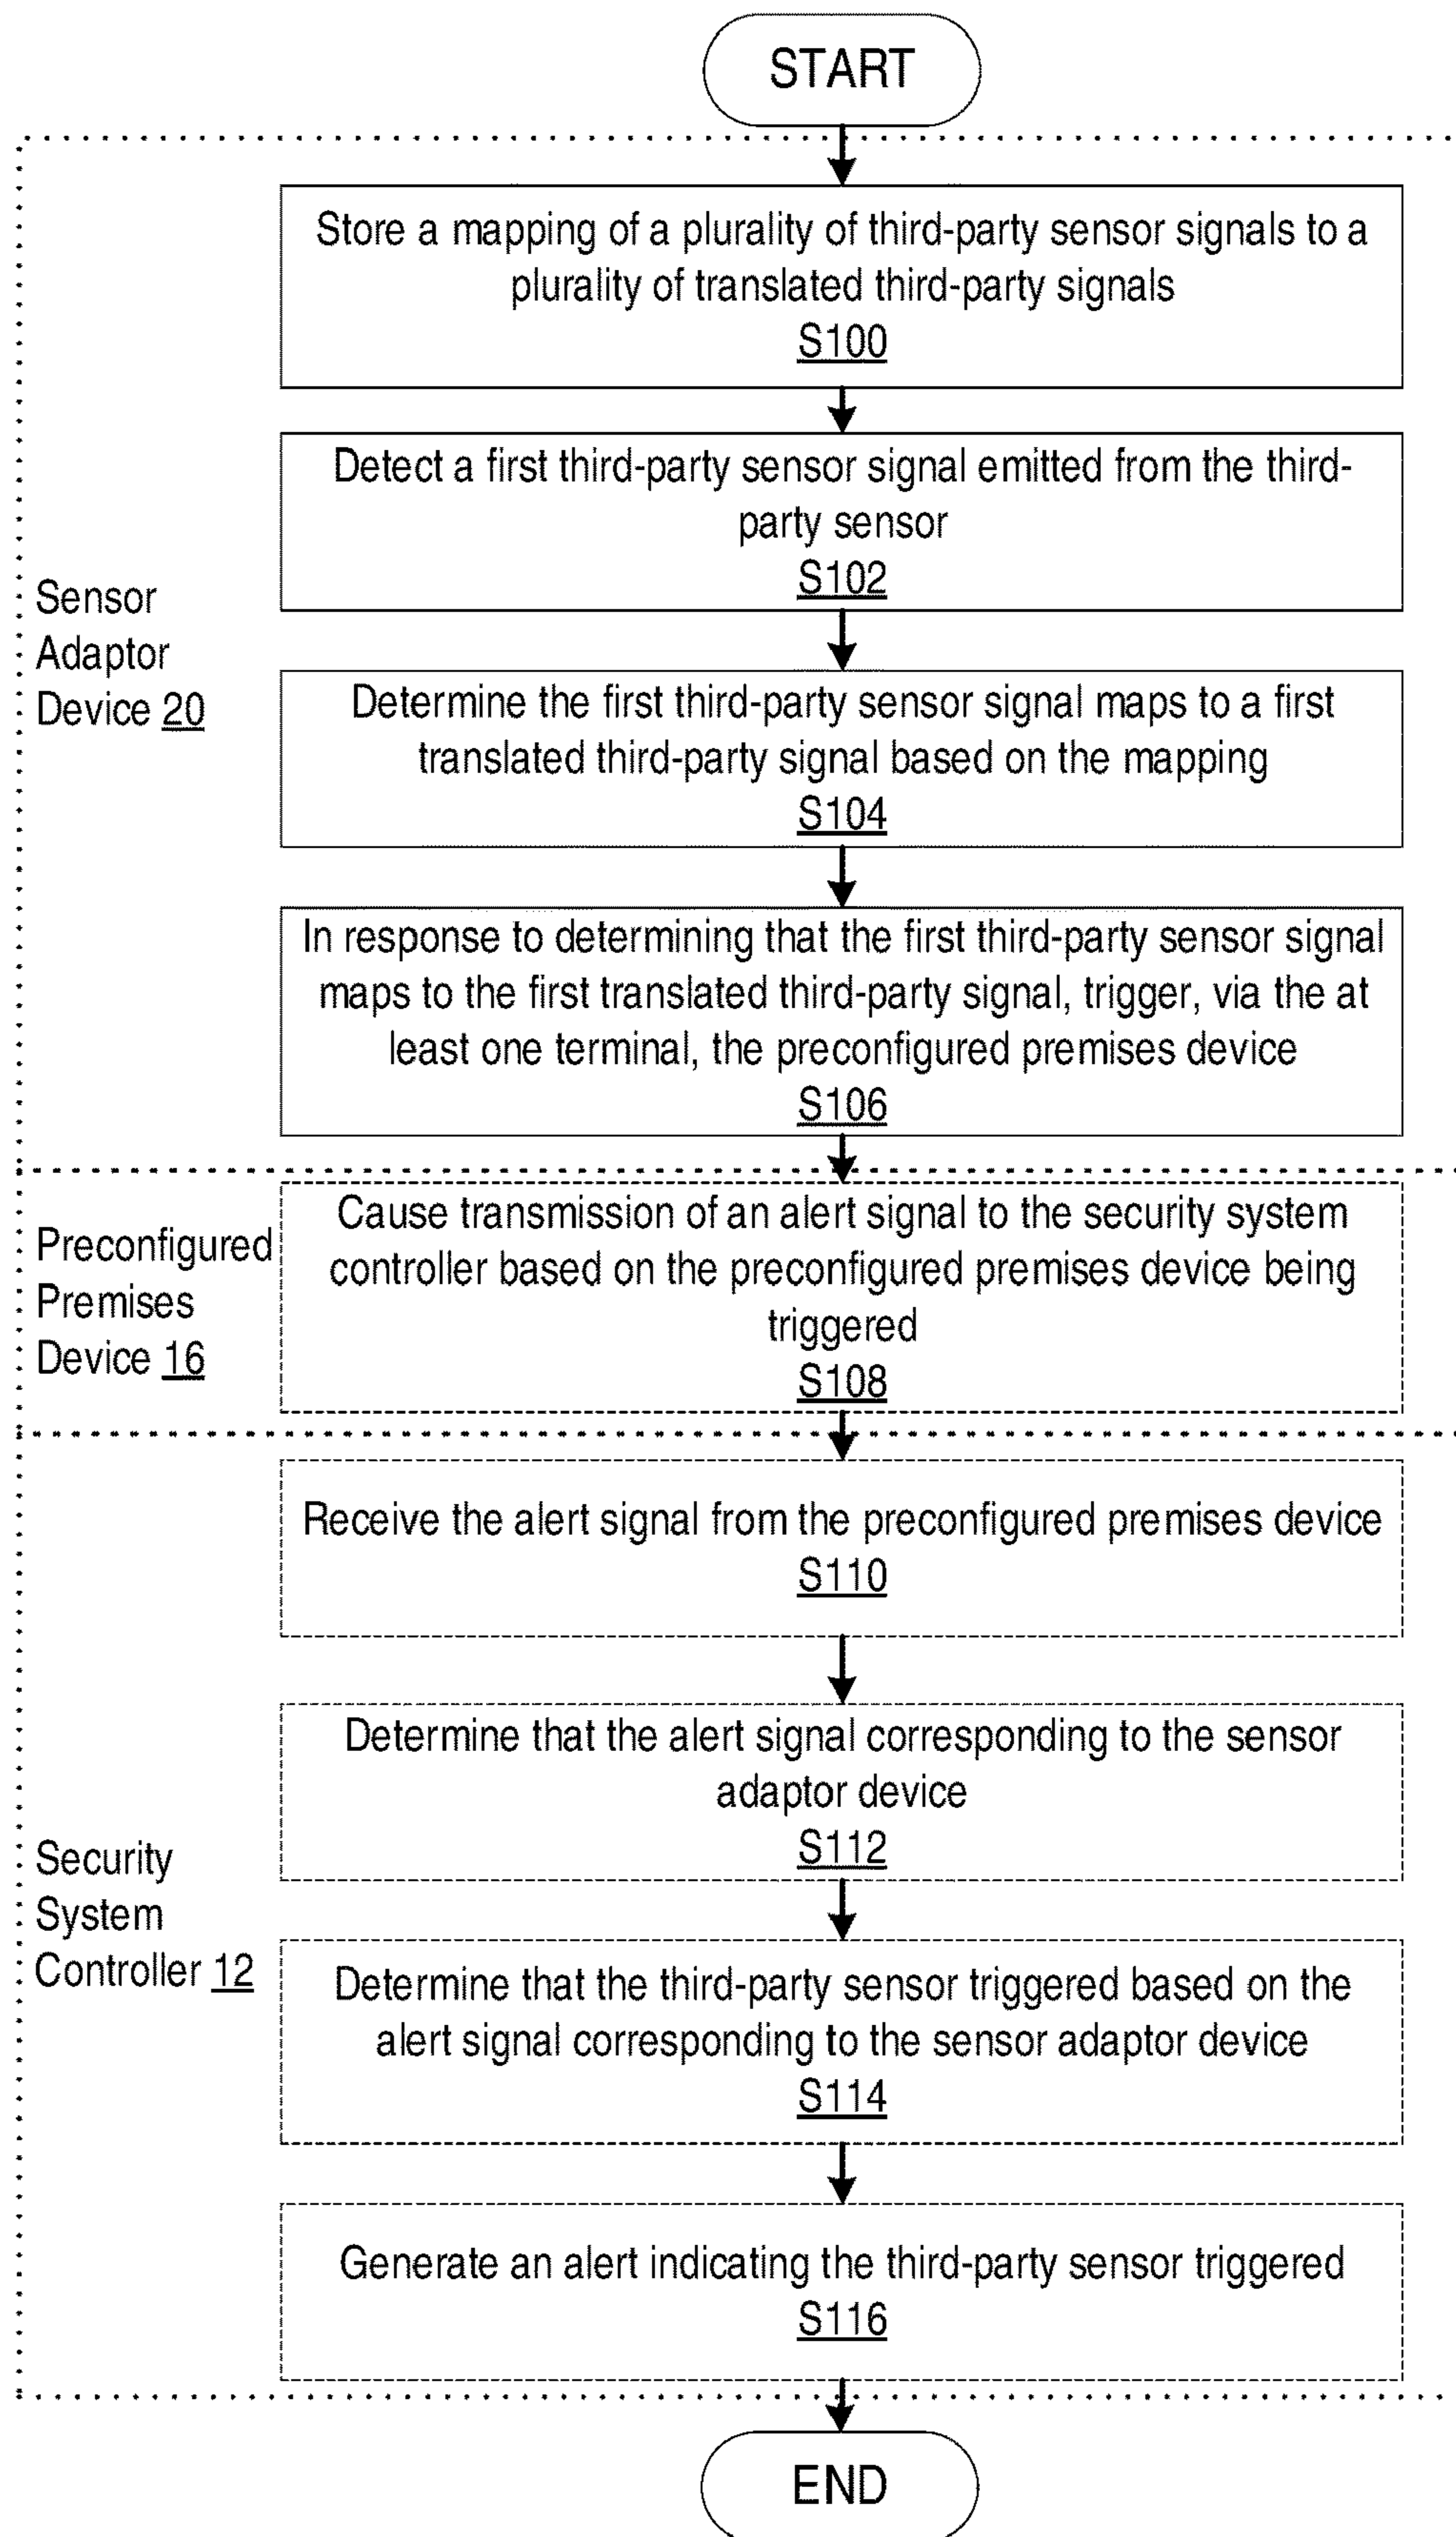 START
Store a mapping of a plurality of third-party sensor signals to a
plurality of translated third-party signals
S100
Detect a first third-party sensor signal emitted from the third-
party sensor
S102
Sensor
Adaptor
Device 20
Determine the first third-party sensor signal maps to a first
translated third-party signal based on the mapping
S104
In response to determining that the first third-party sensor signal
maps to the first translated third-party signal, trigger, via the at
least one terminal, the preconfigured premises device
S106
Preconfigured
Premises
Device 16
Cause transmission of an alert signal to the security system
controller based on the preconfigured premises device being
triggered
S108
Receive the alert signal from the preconfigured premises device
S110
Determine that the alert signal corresponding to the sensor
adaptor device
S112
Security
System
Controller 12
Determine that the third-party sensor triggered based on the
alert signal corresponding to the sensor adaptor device
S114
Generate an alert indicating the third-party sensor triggered
S116
END